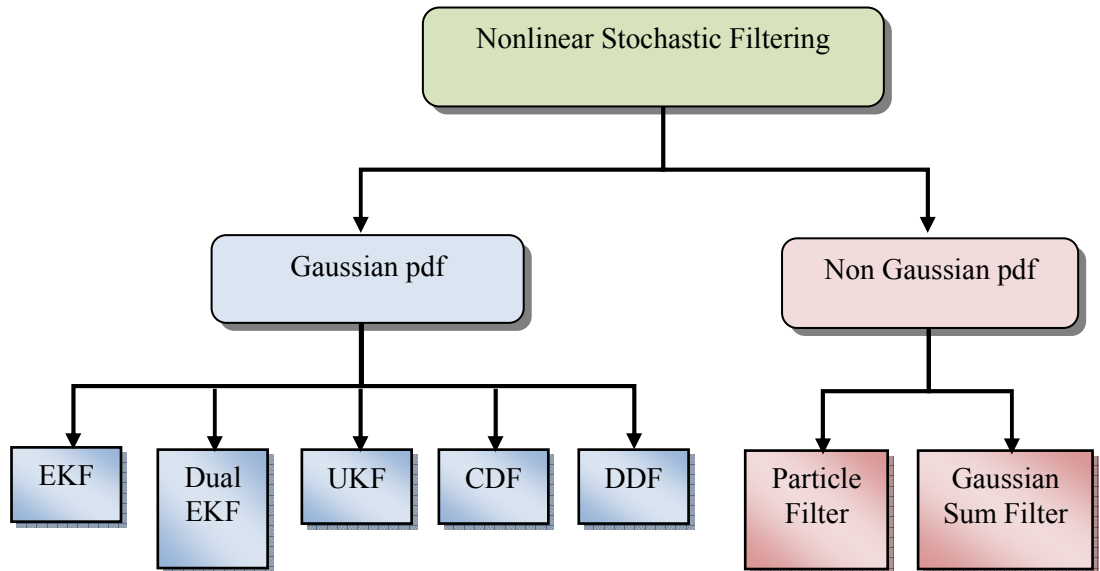 Nonlinear Stochastic Filtering
Gaussian pdf
Non Gaussian pdf
EKF
Dual
EKF
UKF
CDF
DDF
Particle
Filter
Gaussian
Sum Filter